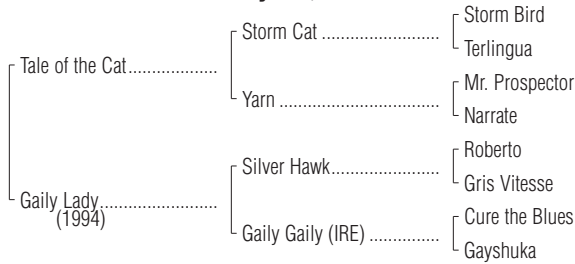 Storm Bird
Storm Cat ......................
Terlingua
Tale of the Cat.................
Mr. Prospector
Yarn ..............................
Narrate
Roberto
Silver Hawk.....................
Gris Vitesse
Gaily Lady......................
(1994)
Cure the Blues
Gaily Gaily (IRE) .............
Gayshuka